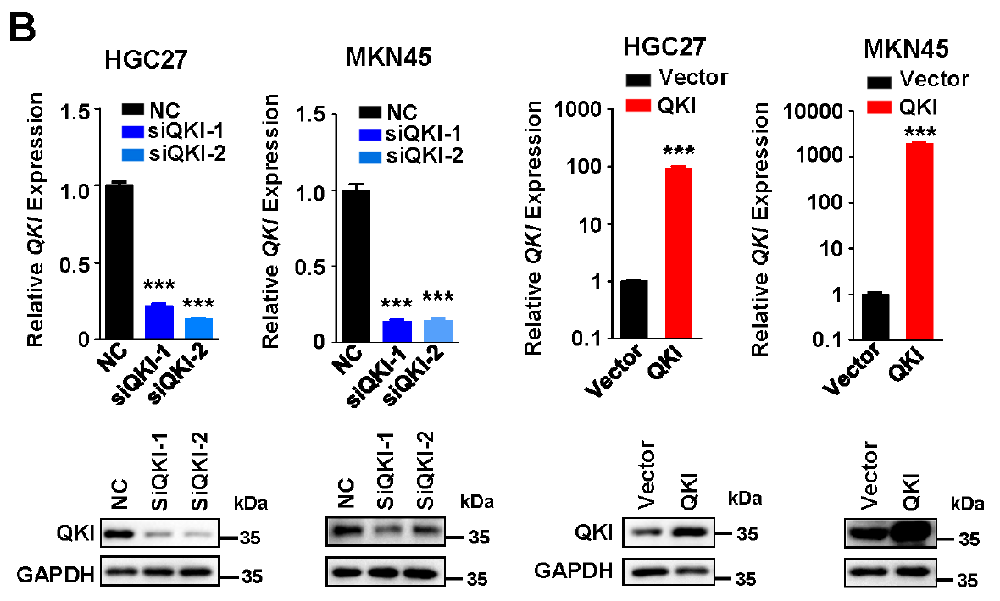 B
HGC27
Relative QKI Expression
NC
siQKI-1
siQKI-2
1.5
1.0
0.5
0
***
***
NC
siQKI-1
siQKI-2
MKN45
Relative QKI Expression
NC
siQKI-1
siQKI-2
1.5
1.0
0.5
0
***
***
NC
siQKI-1
siQKI-2
HGC27
Relative QKI Expression
Vector
QKI
1000
100
10
1
0.1
***
Vector
QKI
MKN45
Relative QKI Expression
Vector
QKI
10000
1000
100
10
1
0.1
***
Vector
QKI
NC
SiQKI-1
SiQKI-2
kDa
QKI
35
GAPDH
35
NC
SiQKI-1
SiQKI-2
kDa
35
35
Vector
QKI
kDa
QKI
35
GAPDH
35
Vector
QKI
kDa
35
35